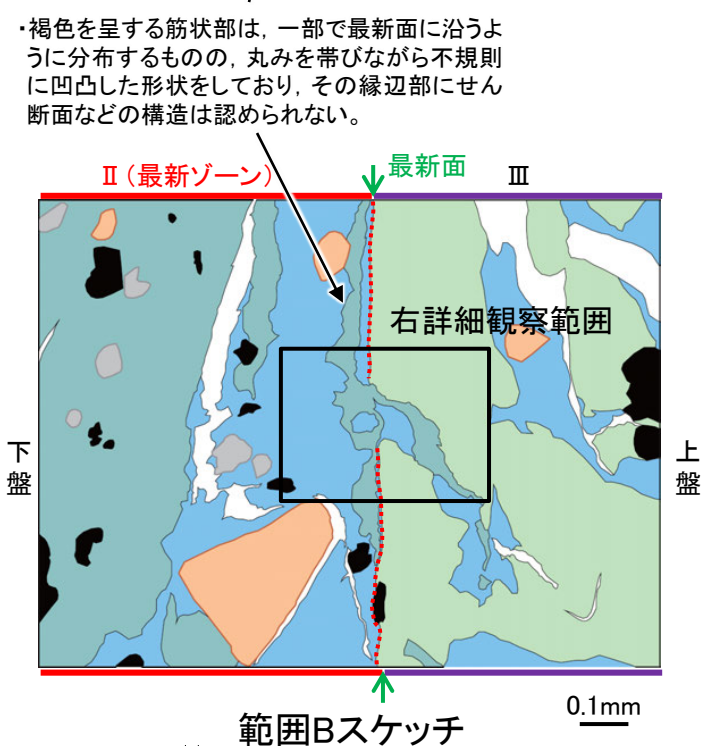 ・褐色を呈する筋状部は，一部で最新面に沿うよ
うに分布するものの，丸みを帯びながら不規則
に凹凸した形状をしており，その縁辺部にせん
断面などの構造は認められない。
Ⅱ（最新ゾーン）
最新面
Ⅲ
右詳細観察範囲
下盤
上盤
0.1mm
範囲Bスケッチ